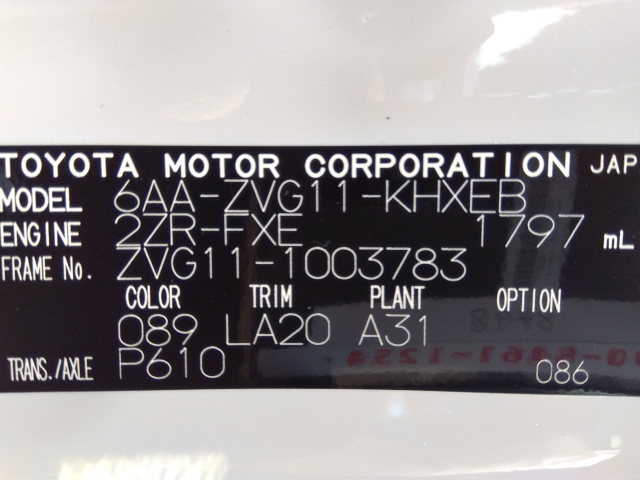 TOYOTA MOTOR CORPORATION JAP
MODEL 6AA-ZVG11-KHXEB
ENGINE 2ZR-FXE 1797 mL
FRAME No. ZVG11-1003783
COLOR TRIM PLANT OPTION
089 LA20 A31
TRANS./AXLE P610 086